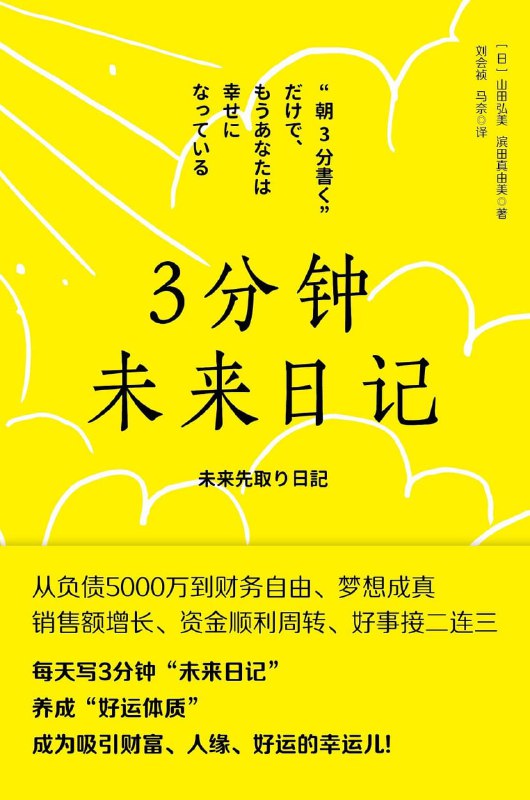 [日] 山田弘美 滨田真由美◎著
刘会祯 马奈◎译
“朝3分書く”
だけで、
もうあなたは
幸せに
なっている
3分钟
未来日记
未来先取り日記
从负债5000万到财务自由、梦想成真
销售额增长、资金顺利周转、好事接二连三
每天写3分钟“未来日记”
养成“好运体质”
成为吸引财富、人缘、好运的幸运儿!